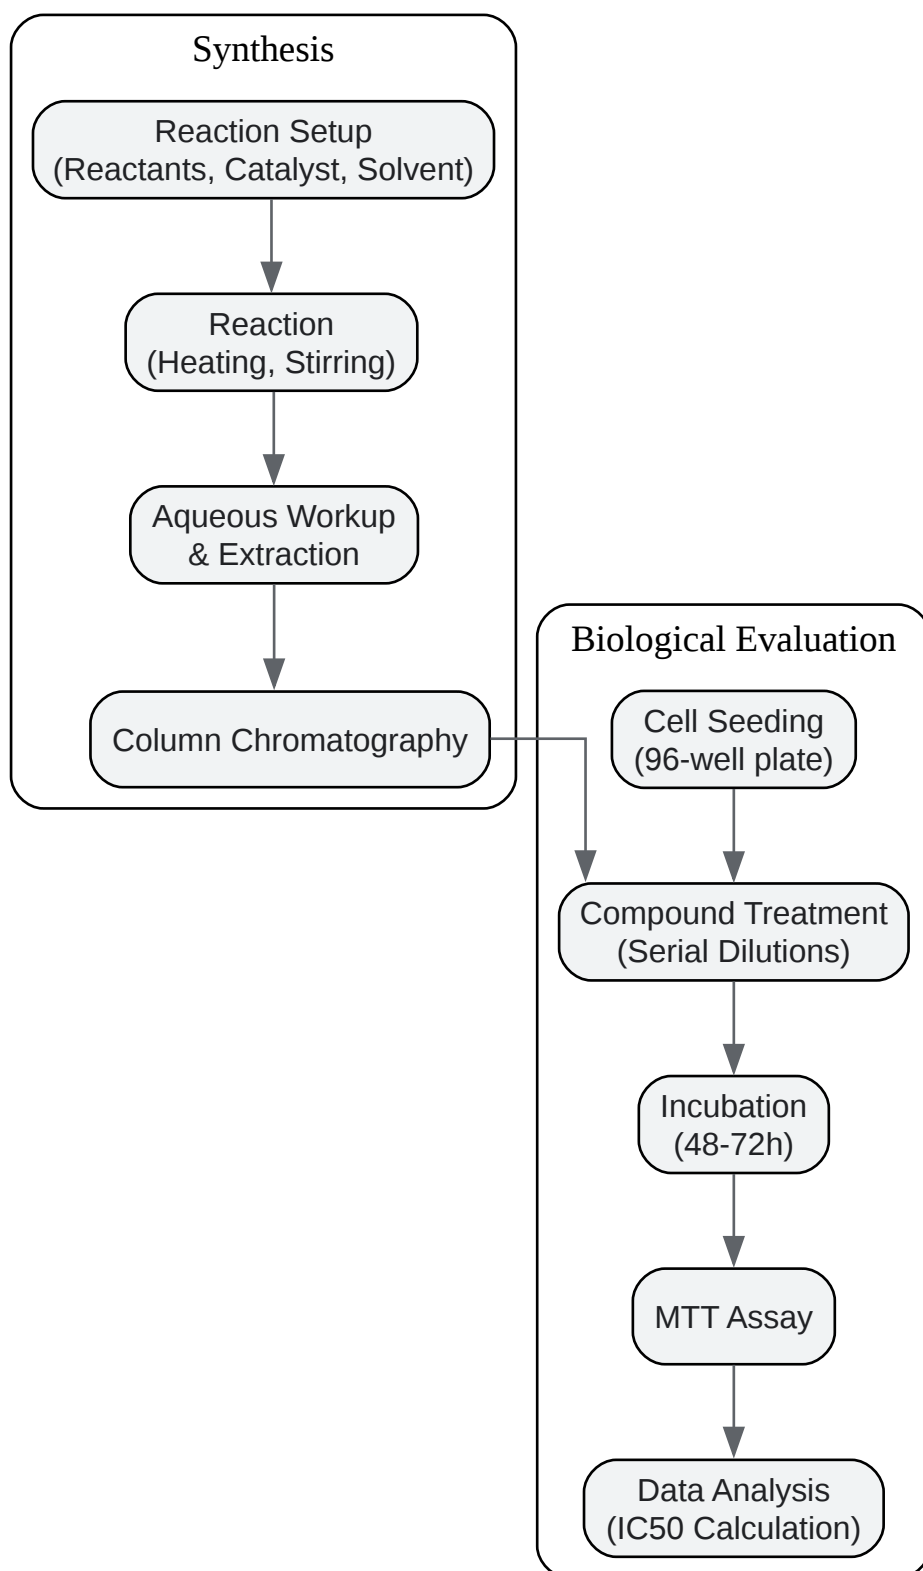 Synthesis
Reaction Setup
(Reactants, Catalyst, Solvent)
Reaction
(Heating, Stirring)
Aqueous Workup
& Extraction
Column Chromatography
Biological Evaluation
Cell Seeding
(96-well plate)
Compound Treatment
(Serial Dilutions)
Incubation
(48-72h)
MTT Assay
Data Analysis
(IC50 Calculation)